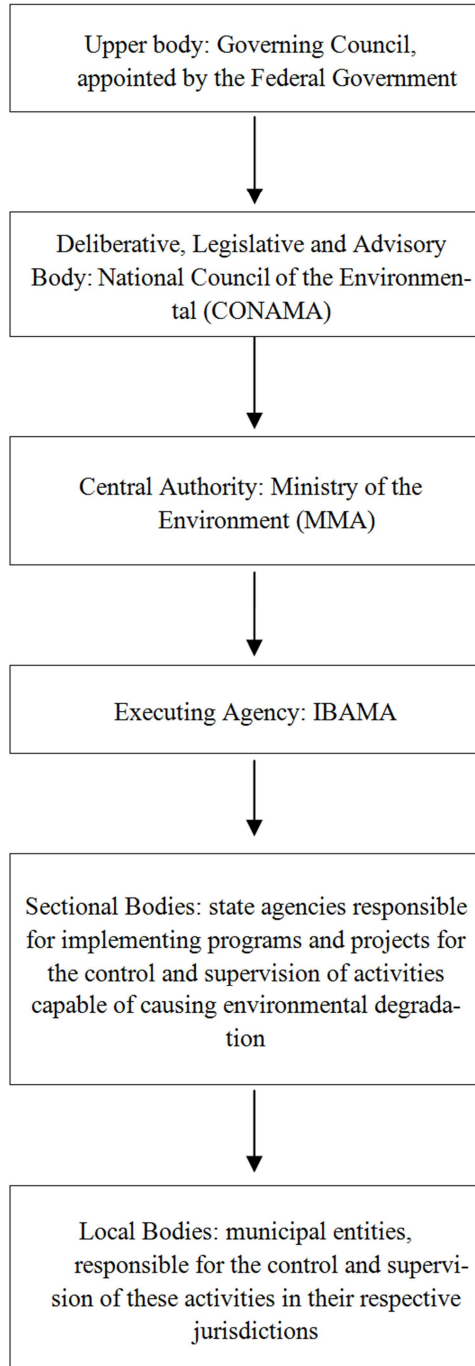 Upper body: Governing Council,
appointed by the Federal Government
Deliberative, Legislative and Advisory
Body: National Council of the Environmen-
tal (CONAMA)
Central Authority: Ministry of the
Environment (MMA)
Executing Agency: IBAMA
Sectional Bodies: state agencies responsible
for implementing programs and projects for
the control and supervision of activities
capable of causing environmental degrada-
tion
Local Bodies: municipal entities,
responsible for the control and supervi-
sion of these activities in their respective
jurisdictions